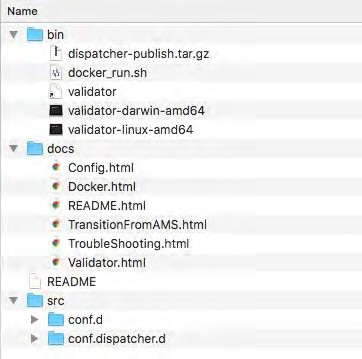 Name
bin
dispatcher-publish.tar.gz
docker_run.sh
validator
validator-darwin-amd64
validator-linux-amd64
docs
Config.html
Docker.html
README.html
TransitionFromAMS.html
TroubleShooting.html
Validator.html
README
src
conf.d
conf.dispatcher.d